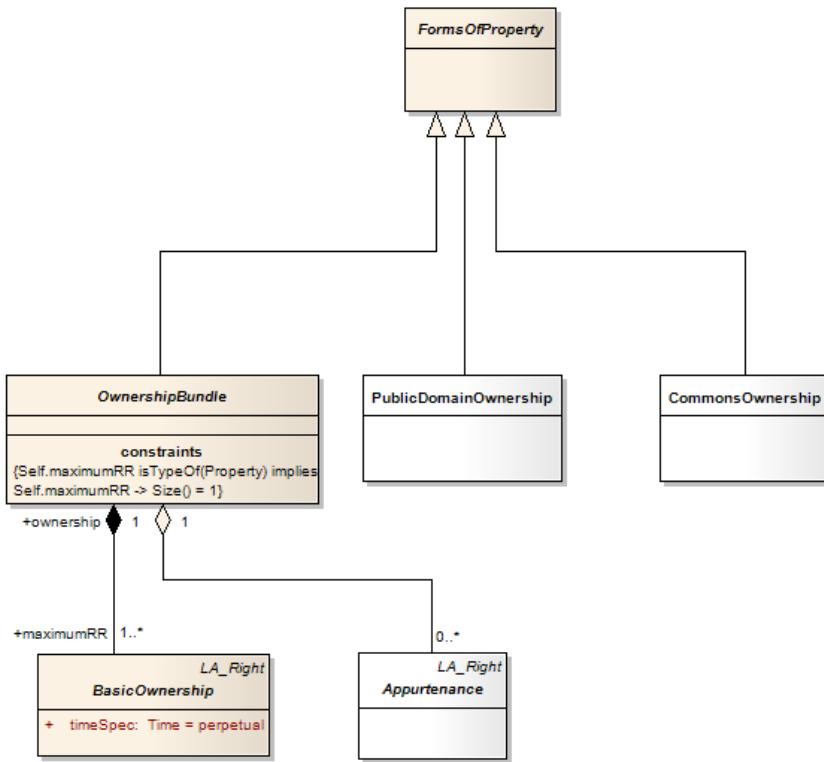 FormsOfProperty
OwnershipBundle
constraints
{Self.maximumRR isTypeOf(Property) implies
Self.maximumRR -> Size() = 1}
PublicDomainOwnership
CommonsOwnership
+ownership 1 1
+maximumRR 1..*
0..*
LA_Right
BasicOwnership
+ timeSpec: Time = perpetual
LA_Right
Appurtenance